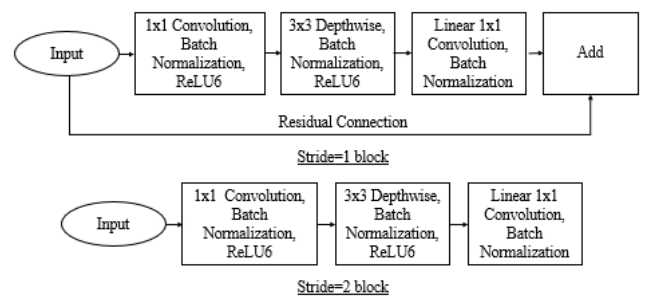 Input
1x1 Convolution,
Batch
Normalization,
ReLU6
3x3 Depthwise,
Batch
Normalization,
ReLU6
Linear 1x1
Convolution,
Batch
Normalization
Add
Residual Connection
Stride=1 block
Input
1x1 Convolution,
Batch
Normalization,
ReLU6
3x3 Depthwise,
Batch
Normalization,
ReLU6
Linear 1x1
Convolution,
Batch
Normalization
Stride=2 block